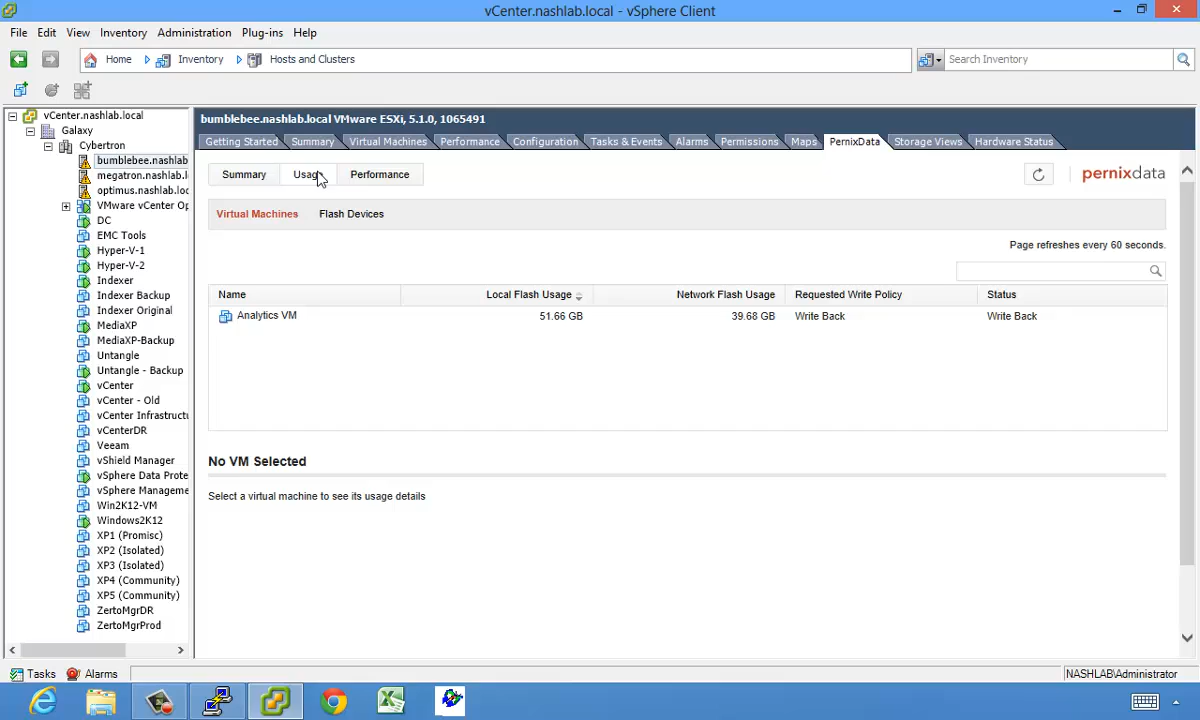 vCenter.nashlab.local - vSphere Client
File Edit View Inventory Administration Plug-ins Help
Home Inventory Hosts and Clusters
Search Inventory
vCenter.nashlab.local
Galaxy
Cybertron
bumblebee.nashlab
megatron.nashlab.l
optimus.nashlab.loc
VMware vCenter Op
DC
EMC Tools
Hyper-V-1
Hyper-V-2
Indexer
Indexer Backup
Indexer Original
MediaXP
MediaXP-Backup
Untangle
Untangle - Backup
vCenter
vCenter - Old
vCenter Infrastructu
vCenterDR
Veeam
vShield Manager
vSphere Data Prote
vSphere Manageme
Win2K12-VM
Windows2K12
XP1 (Promisc)
XP2 (Isolated)
XP3 (Isolated)
XP4 (Community)
XP5 (Community)
ZertoMgrDR
ZertoMgrProd
bumblebee.nashlab.local VMware ESXi, 5.1.0, 1065491
Getting Started Summary Virtual Machines Performance Configuration Tasks & Events Alarms Permissions Maps PernixData Storage Views Hardware Status
Summary Usage Performance
pernixdata
Virtual Machines Flash Devices
Page refreshes every 60 seconds.
Name Local Flash Usage Network Flash Usage Requested Write Policy Status
Analytics VM 51.66 GB 39.68 GB Write Back Write Back
No VM Selected
Select a virtual machine to see its usage details
Tasks Alarms NASHLAB\Administrator